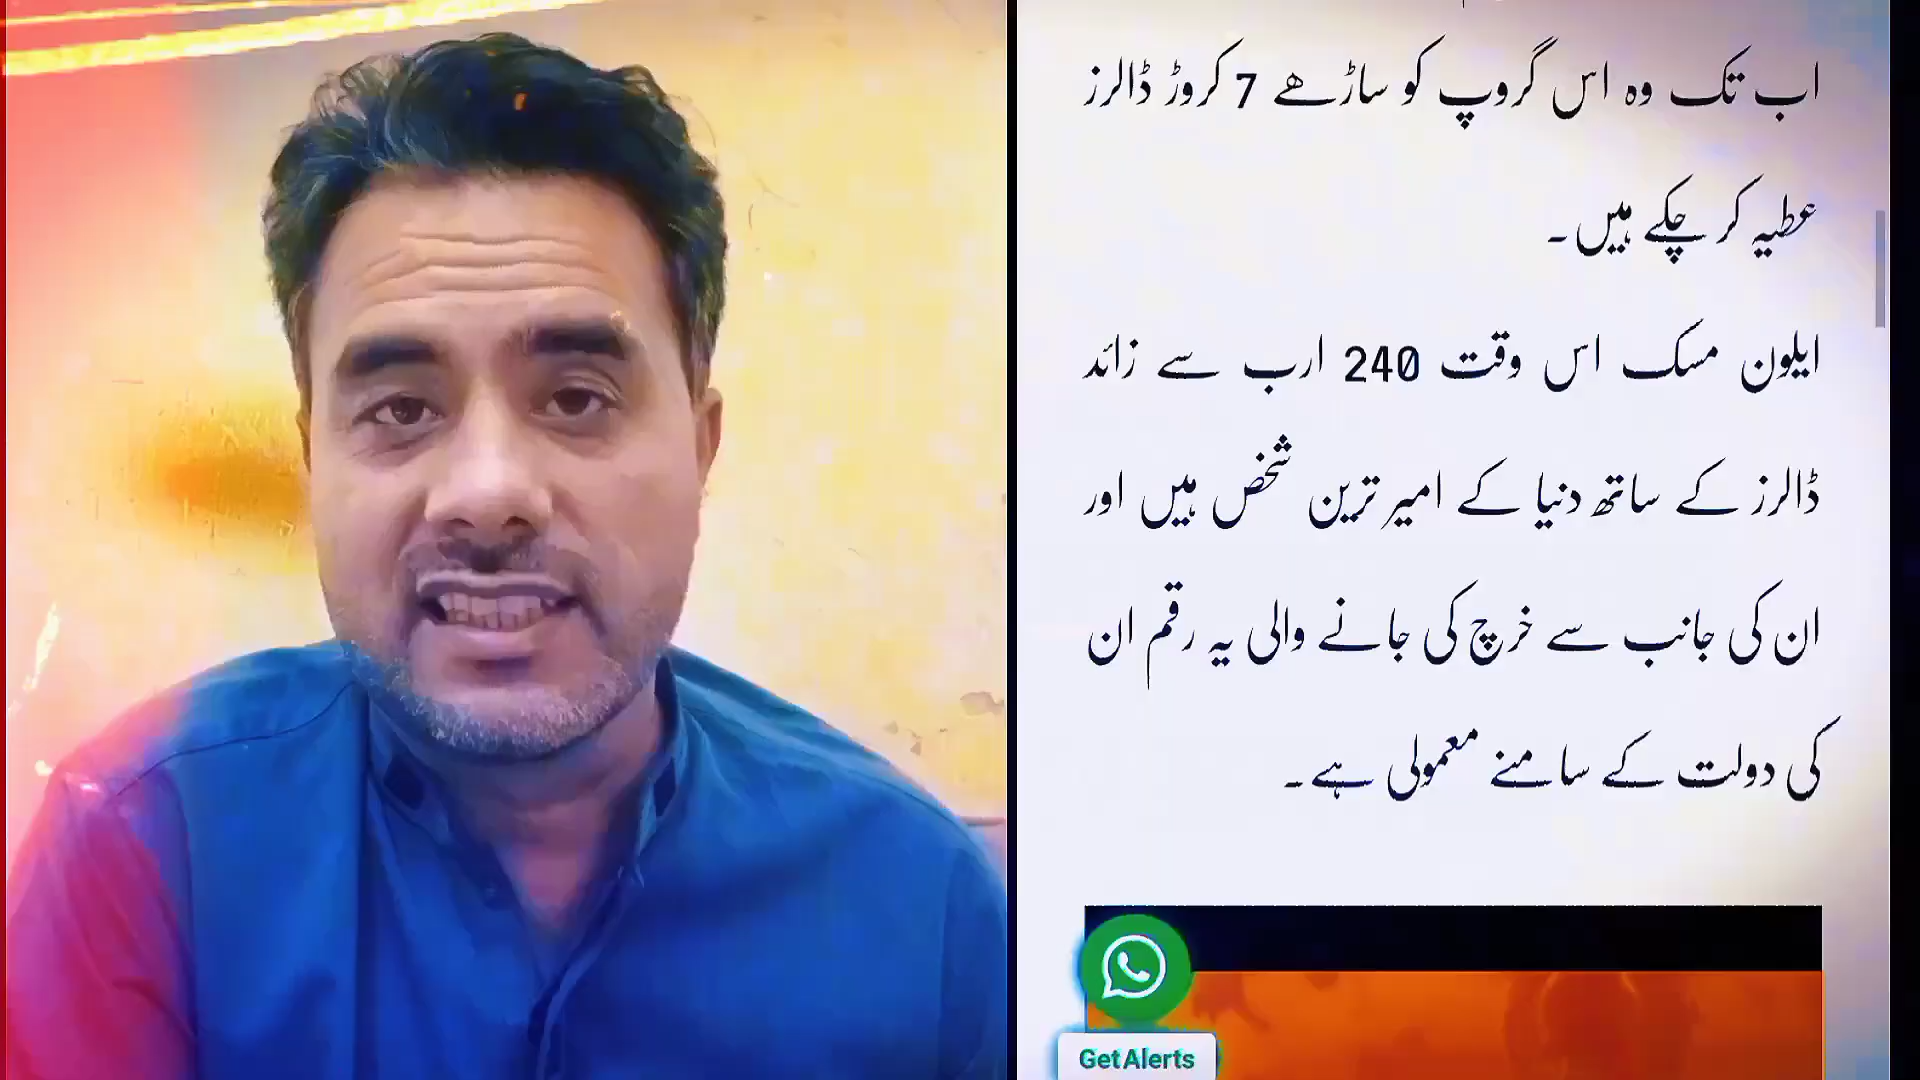 اب تک وہ اس گروپ کو ساڑھے 7 کروڑ ڈالرز
عطیہ کر چکے ہیں۔
ایلون مسک اس وقت 240 ارب سے زائد
ڈالرز کے ساتھ دنیا کے امیر ترین شخص ہیں اور
ان کی جانب سے خرچ کی جانے والی یہ رقم ان
کی دولت کے سامنے معمولی ہے۔
Get Alerts